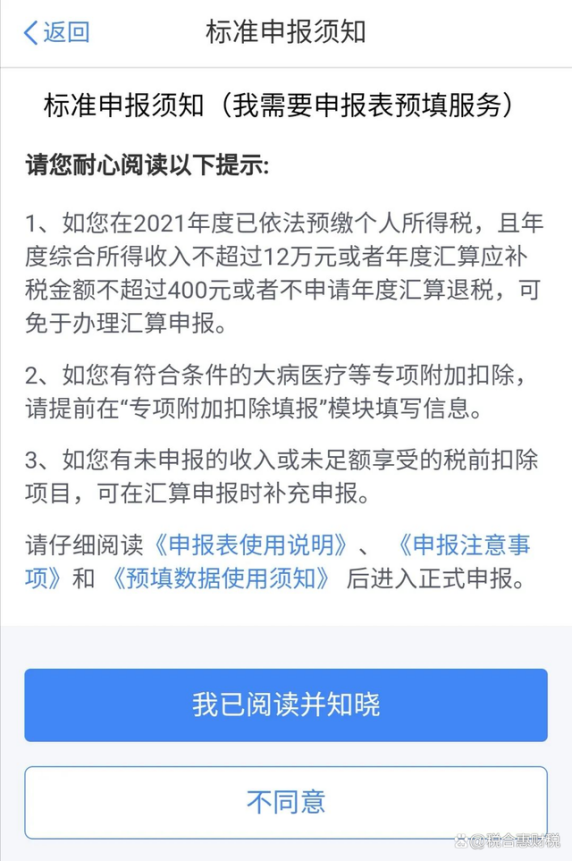 返回
标准申报须知
标准申报须知（我需要申报表预填服务）
请您耐心阅读以下提示:
1、如您在2021年度已依法预缴个人所得税，且年
度综合所得收入不超过12万元或者年度汇算应补
税金额不超过400元或者不申请年度汇算退税，可
免于办理汇算申报。
2、如您有符合条件的大病医疗等专项附加扣除，
请提前在“专项附加扣除填报”模块填写信息。
3、如您有未申报的收入或未足额享受的税前扣除
项目，可在汇算申报时补充申报。
请仔细阅读《申报表使用说明》、《申报注意事
项》和《预填数据使用须知》后进入正式申报。
我已阅读并知晓
不同意
@税合惠财税